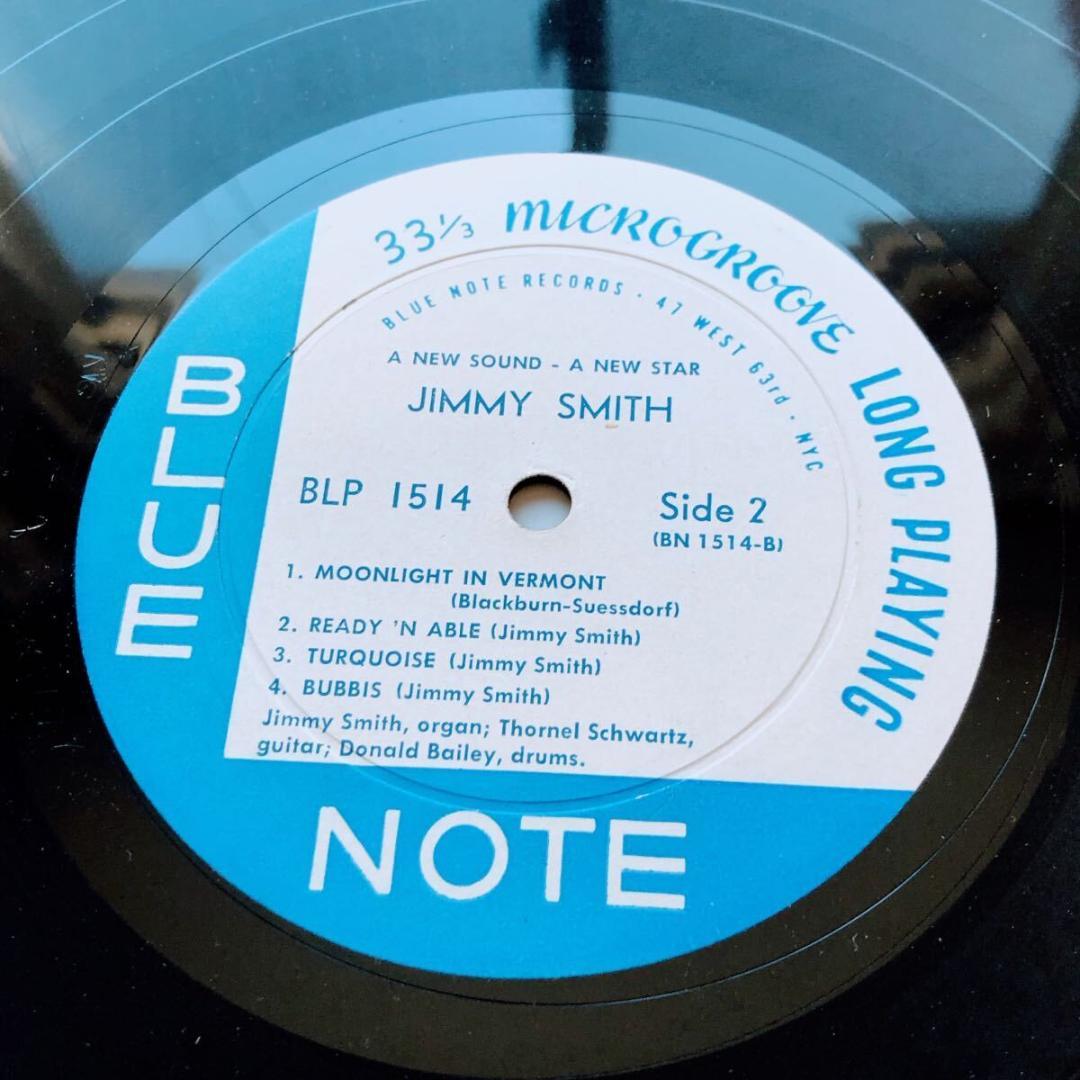 33⅓ MICROGROOVE LONG PLAYING
BLUE NOTE RECORDS · 47 WEST 63rd · NYC
A NEW SOUND - A NEW STAR
JIMMY SMITH
BLP 1514
Side 2
(BN 1514-B)
1. MOONLIGHT IN VERMONT
(Blackburn-Suessdorf)
2. READY 'N ABLE (Jimmy Smith)
3. TURQUOISE (Jimmy Smith)
4. BUBBIS (Jimmy Smith)
Jimmy Smith, organ; Thornel Schwartz,
guitar; Donald Bailey, drums.
BLUE
NOTE